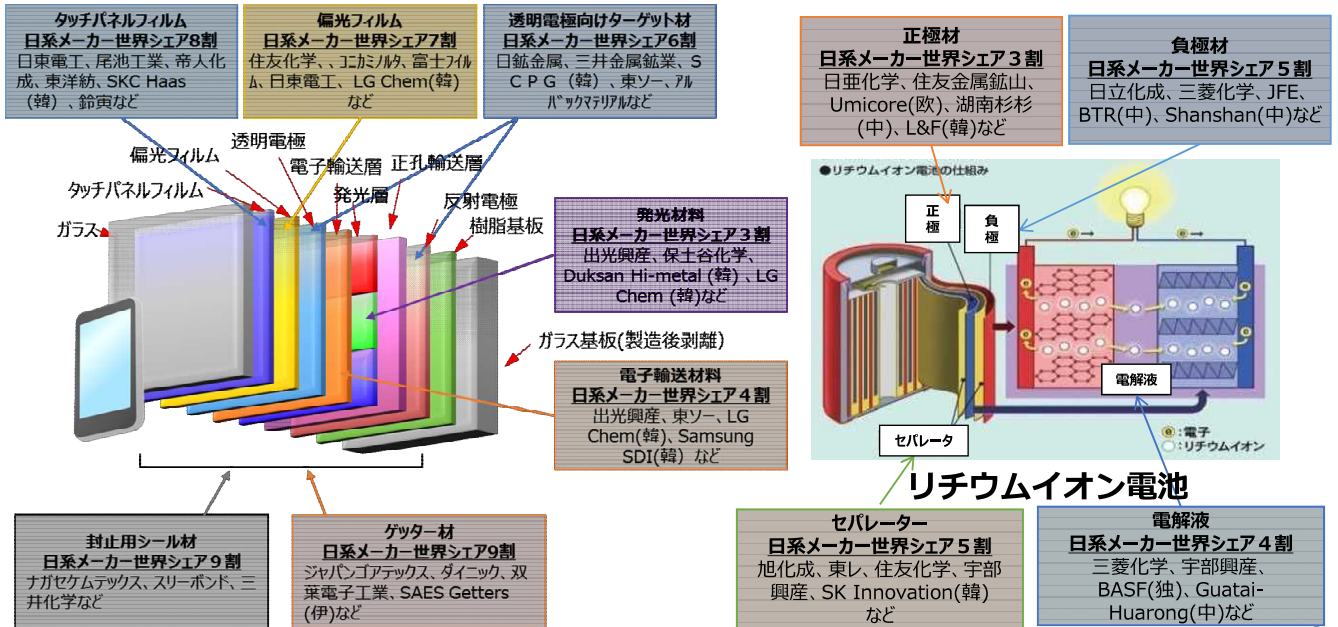 タッチパネルフィルム
日系メーカー世界シェア8割
日東電工、尾池工業、帝人化
成、東洋紡、SKC Haas
(韓）、鈴寅など
偏光フィルム
日系メーカー世界シェア7割
住友化学、、コニカミノルタ、富士フイル
ム、日東電工、LG Chem(韓)
など
透明電極向けターゲット材
日系メーカー世界シェア6割
日鉱金属、三井金属鉱業、S
CPG（韓）、東ソー、アル
バックマテリアルなど
正極材
日系メーカー世界シェア３割
日亜化学、住友金属鉱山、
Umicore(欧)、湖南杉杉
(中)、L&F(韓)など
負極材
日系メーカー世界シェア５割
日立化成、三菱化学、JFE、
BTR(中)、Shanshan(中)など
透明電極
偏光フィルム
電子輸送層
正孔輸送層
タッチパネルフィルム
発光層
反射電極
ガラス
樹脂基板
発光材料
日系メーカー世界シェア３割
出光興産、保土谷化学、
Duksan Hi-metal (韓) 、LG
Chem (韓)など
ガラス基板(製造後剥離)
電子輸送材料
日系メーカー世界シェア４割
出光興産、東ソー、LG
Chem(韓)、Samsung
SDI(韓）など
●リチウムイオン電池の仕組み
正
極
負
極
e→
e→
e
e
e
e
電解液
セパレータ
e:電子
:リチウムイオン
リチウムイオン電池
封止用シール材
日系メーカー世界シェア９割
ナガセケムテックス、スリーボンド、三
井化学など
ゲッター材
日系メーカー世界シェア9割
ジャパンゴアテックス、ダイニック、双
葉電子工業、SAES Getters
(伊)など
セパレーター
日系メーカー世界シェア５割
旭化成、東レ、住友化学、宇部
興産、SK Innovation(韓)
など
電解液
日系メーカー世界シェア４割
三菱化学、宇部興産、
BASF(独)、Guatai-
Huarong(中)など